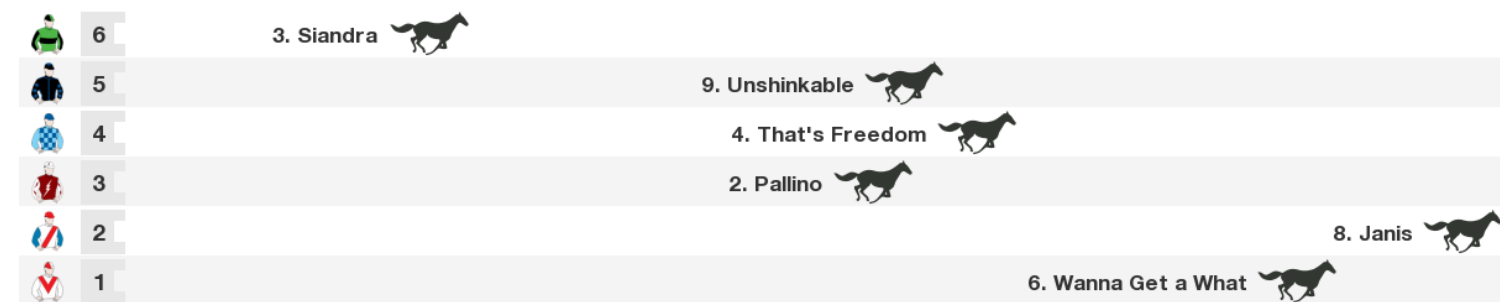 6 3. Siandra
5 9. Unshinkable
4 4. That's Freedom
3 2. Pallino
2 8. Janis
1 6. Wanna Get a What